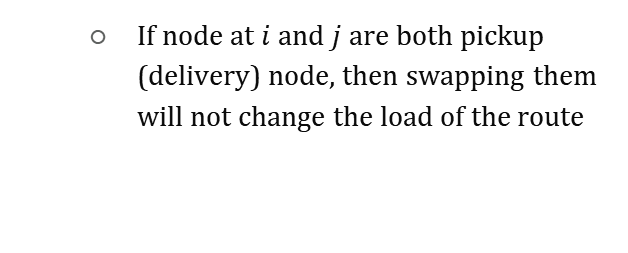 ○ If node at i and j are both pickup
(delivery) node, then swapping them
will not change the load of the route